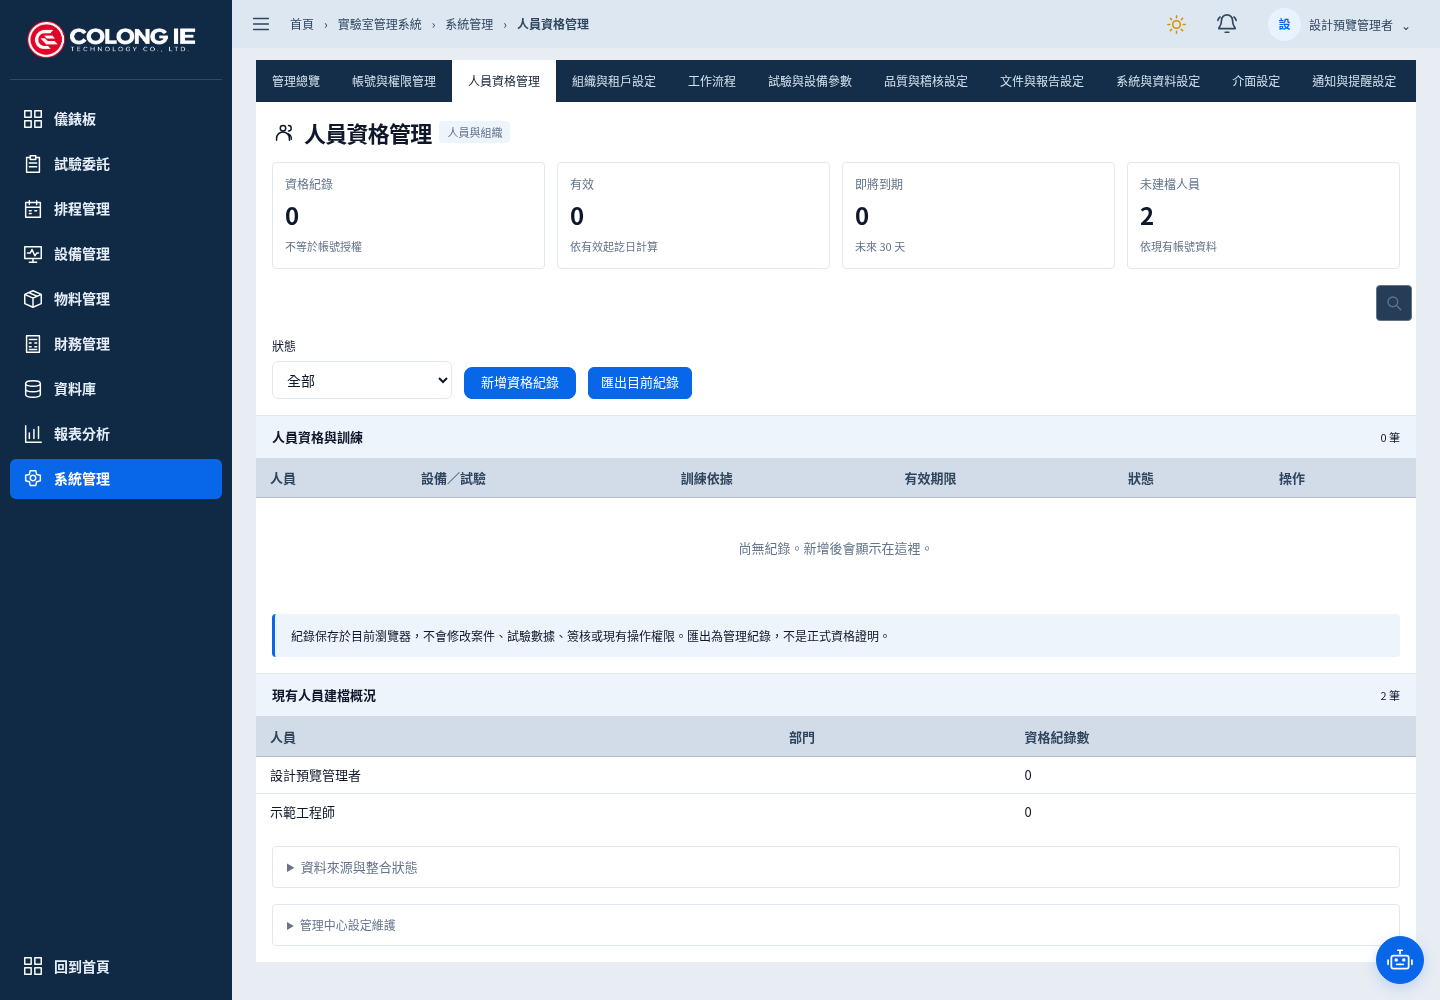 COLONG IE
TECHNOLOGY CO., LTD.
儀錶板
試驗委託
排程管理
設備管理
物料管理
財務管理
資料庫
報表分析
系統管理
回到首頁
首頁 › 實驗室管理系統 › 系統管理 › 人員資格管理
設 設計預覽管理者
管理總覽 帳號與權限管理 人員資格管理 組織與租戶設定 工作流程 試驗與設備參數 品質與稽核設定 文件與報告設定 系統與資料設定 介面設定 通知與提醒設定
人員資格管理 人員與組織
資格紀錄 有效 即將到期 未建檔人員
0 0 0 2
不等於帳號授權 依有效起訖日計算 未來 30 天 依現有帳號資料
狀態
全部 新增資格紀錄 匯出目前紀錄
人員資格與訓練 0 筆
人員 設備／試驗 訓練依據 有效期限 狀態 操作
尚無紀錄。新增後會顯示在這裡。
紀錄保存於目前瀏覽器，不會修改案件、試驗數據、簽核或現有操作權限。匯出為管理紀錄，不是正式資格證明。
現有人員建檔概況 2 筆
人員 部門 資格紀錄數
設計預覽管理者 0
示範工程師 0
▶ 資料來源與整合狀態
▶ 管理中心設定維護